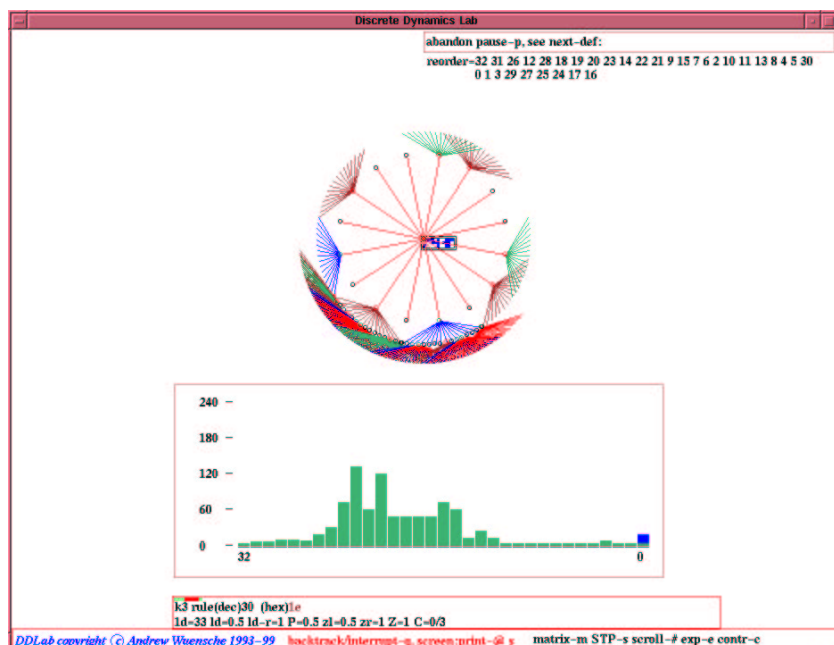 Discrete Dynamics Lab
abandon pause-p, see next-def:
reorder=32 31 26 12 28 18 19 20 23 14 22 21 9 15 7 6 2 10 11 13 8 4 5 30
0 1 3 29 27 25 24 17 16
240
180
120
60
0
32 0
k3 rule(dec)30 (hex)1e
1d=33 ld=0.5 ld-r=1 P=0.5 zl=0.5 zr=1 Z=1 C=0/3
DDLab copyright © Andrew Wuensche 1993-99 backtrack/interrupt-q, screen:print-@ s matrix-m STP-s scroll-# exp-e contr-c